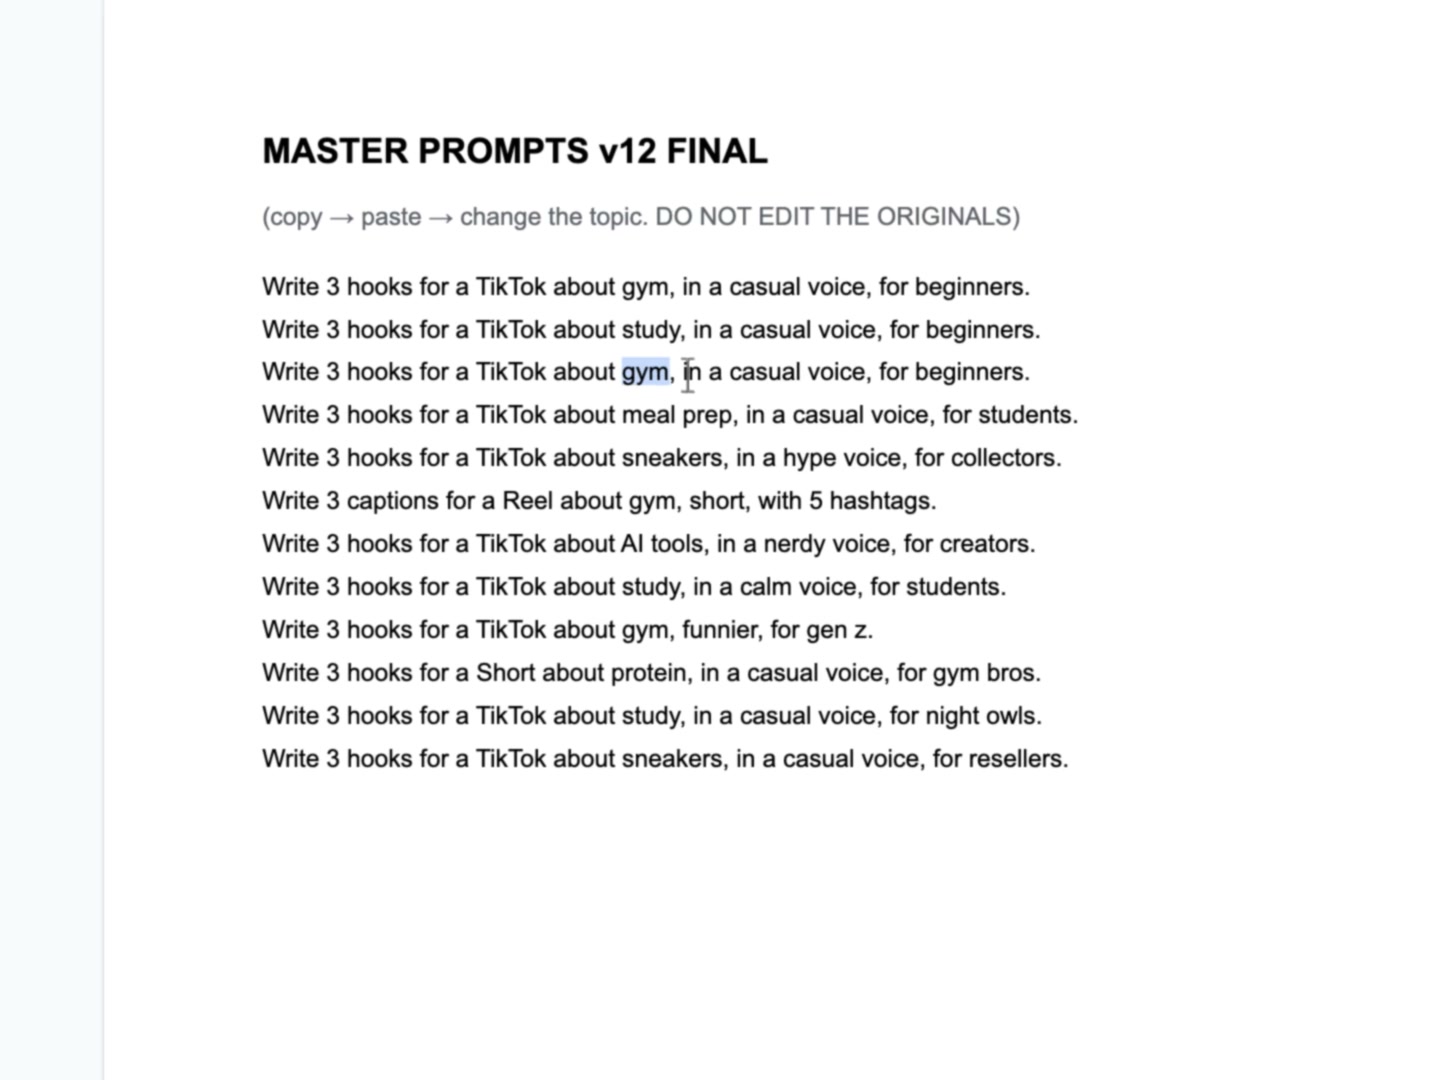 MASTER PROMPTS v12 FINAL
(copy → paste → change the topic. DO NOT EDIT THE ORIGINALS)
Write 3 hooks for a TikTok about gym, in a casual voice, for beginners.
Write 3 hooks for a TikTok about study, in a casual voice, for beginners.
Write 3 hooks for a TikTok about gym, in a casual voice, for beginners.
Write 3 hooks for a TikTok about meal prep, in a casual voice, for students.
Write 3 hooks for a TikTok about sneakers, in a hype voice, for collectors.
Write 3 captions for a Reel about gym, short, with 5 hashtags.
Write 3 hooks for a TikTok about AI tools, in a nerdy voice, for creators.
Write 3 hooks for a TikTok about study, in a calm voice, for students.
Write 3 hooks for a TikTok about gym, funnier, for gen z.
Write 3 hooks for a Short about protein, in a casual voice, for gym bros.
Write 3 hooks for a TikTok about study, in a casual voice, for night owls.
Write 3 hooks for a TikTok about sneakers, in a casual voice, for resellers.